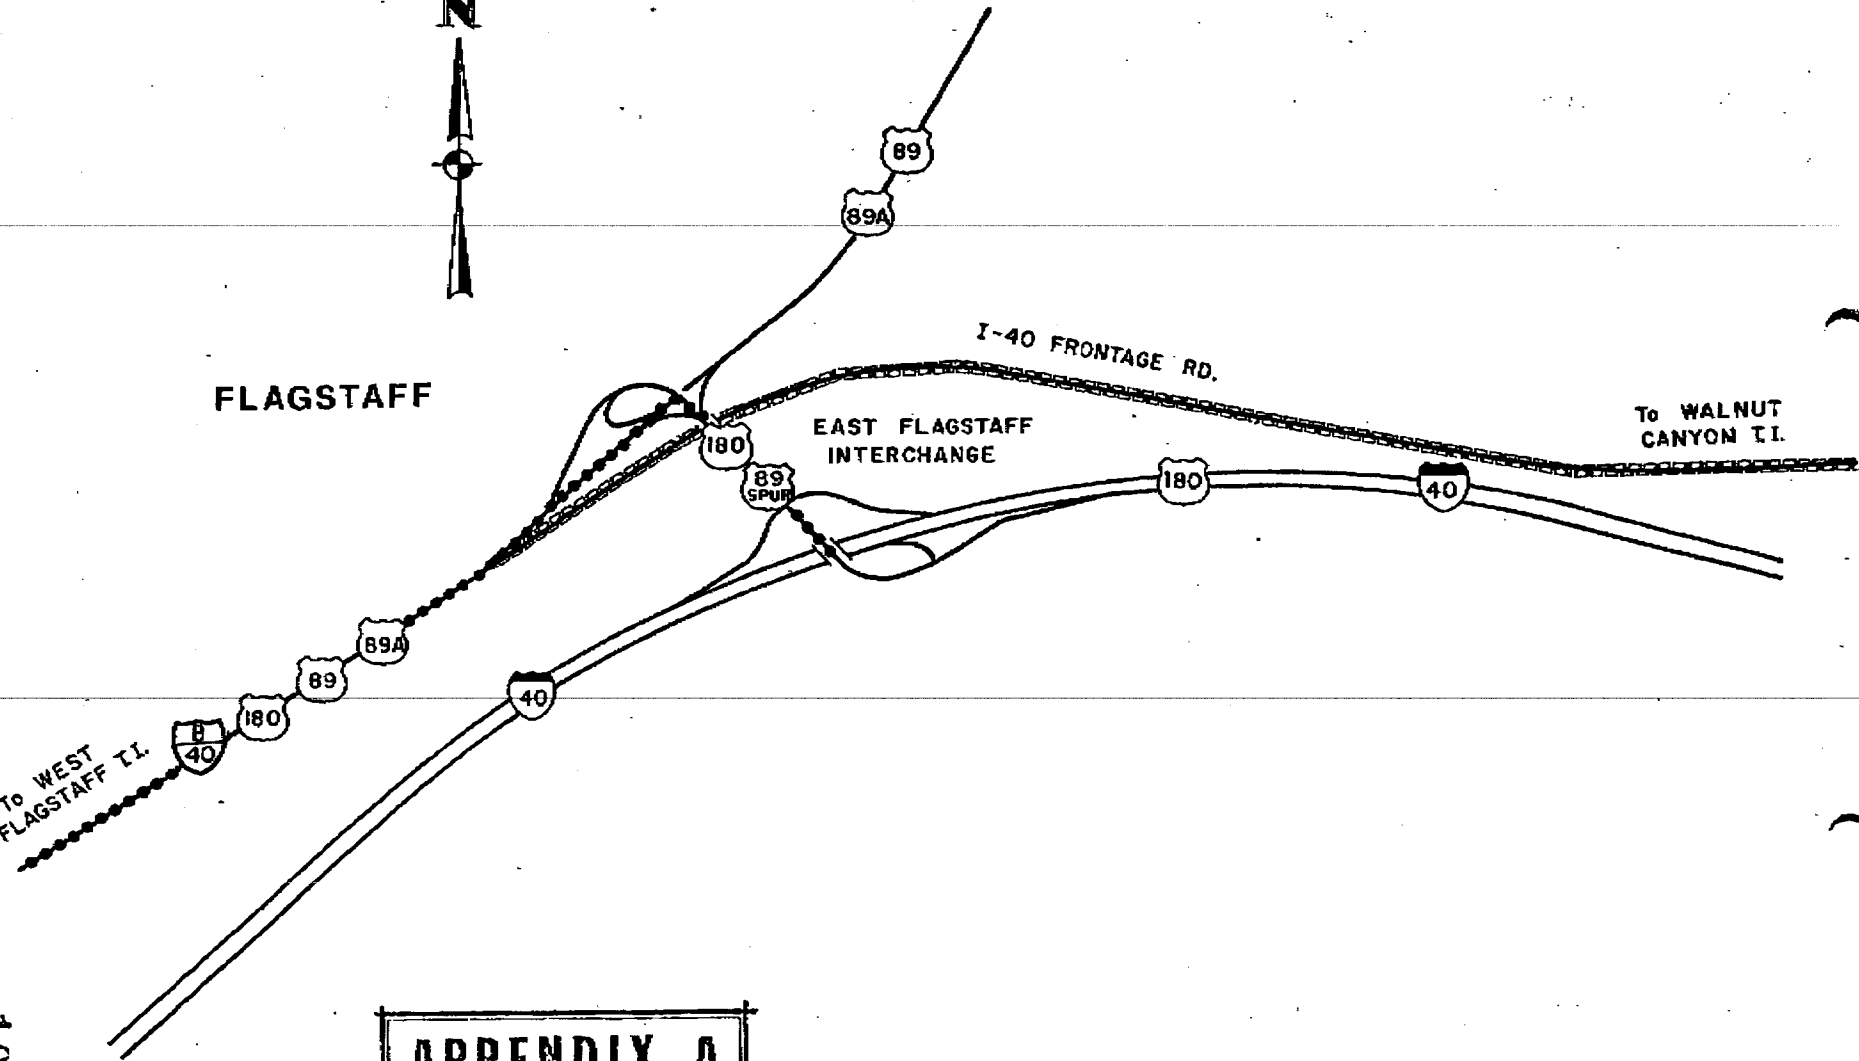 N
89
89A
I-40 FRONTAGE RD.
FLAGSTAFF
To WALNUT
CANYON T.I.
EAST FLAGSTAFF
INTERCHANGE
180
89
SPUR
180
40
89A
89
180
B
40
40
To WEST
FLAGSTAFF T.I.
APPENDIX A